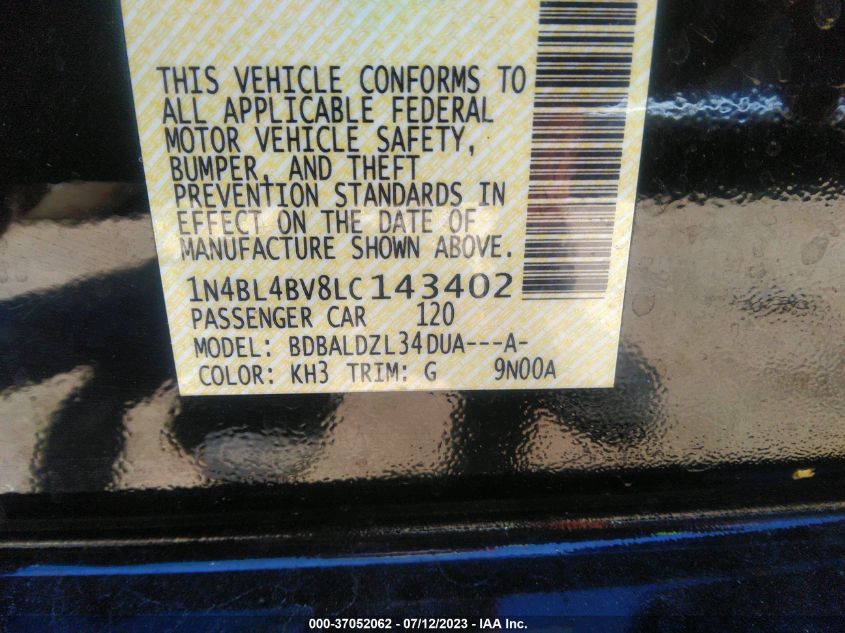 THIS VEHICLE CONFORMS TO
ALL APPLICABLE FEDERAL
MOTOR VEHICLE SAFETY,
BUMPER, AND THEFT
PREVENTION STANDARDS IN
EFFECT ON THE DATE OF
MANUFACTURE SHOWN ABOVE.
1N4BL4BV8LC143402
PASSENGER CAR 120
MODEL: BDBALDZL34DUA---A-
COLOR: KH3 TRIM: G 9N00A
000-37052062 - 07/12/2023 - IAA Inc.